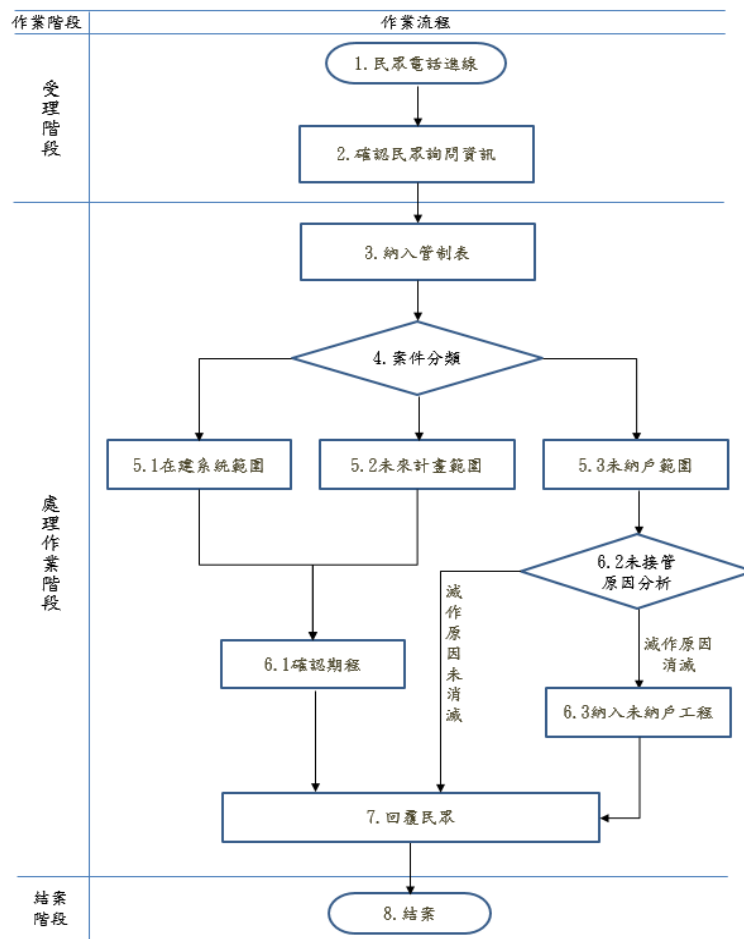 作業階段
作業流程
受理階段
1.民眾電話進線
2.確認民眾詢問資訊
處理作業階段
3.納入管制表
4.案件分類
5.1在建系統範圍
5.2未來計畫範圍
5.3未納戶範圍
6.2未接管
原因分析
減作原因未消減
減作原因
消減
6.1確認期程
6.3納入未納戶工程
7.回覆民眾
結案
階段
8.結案